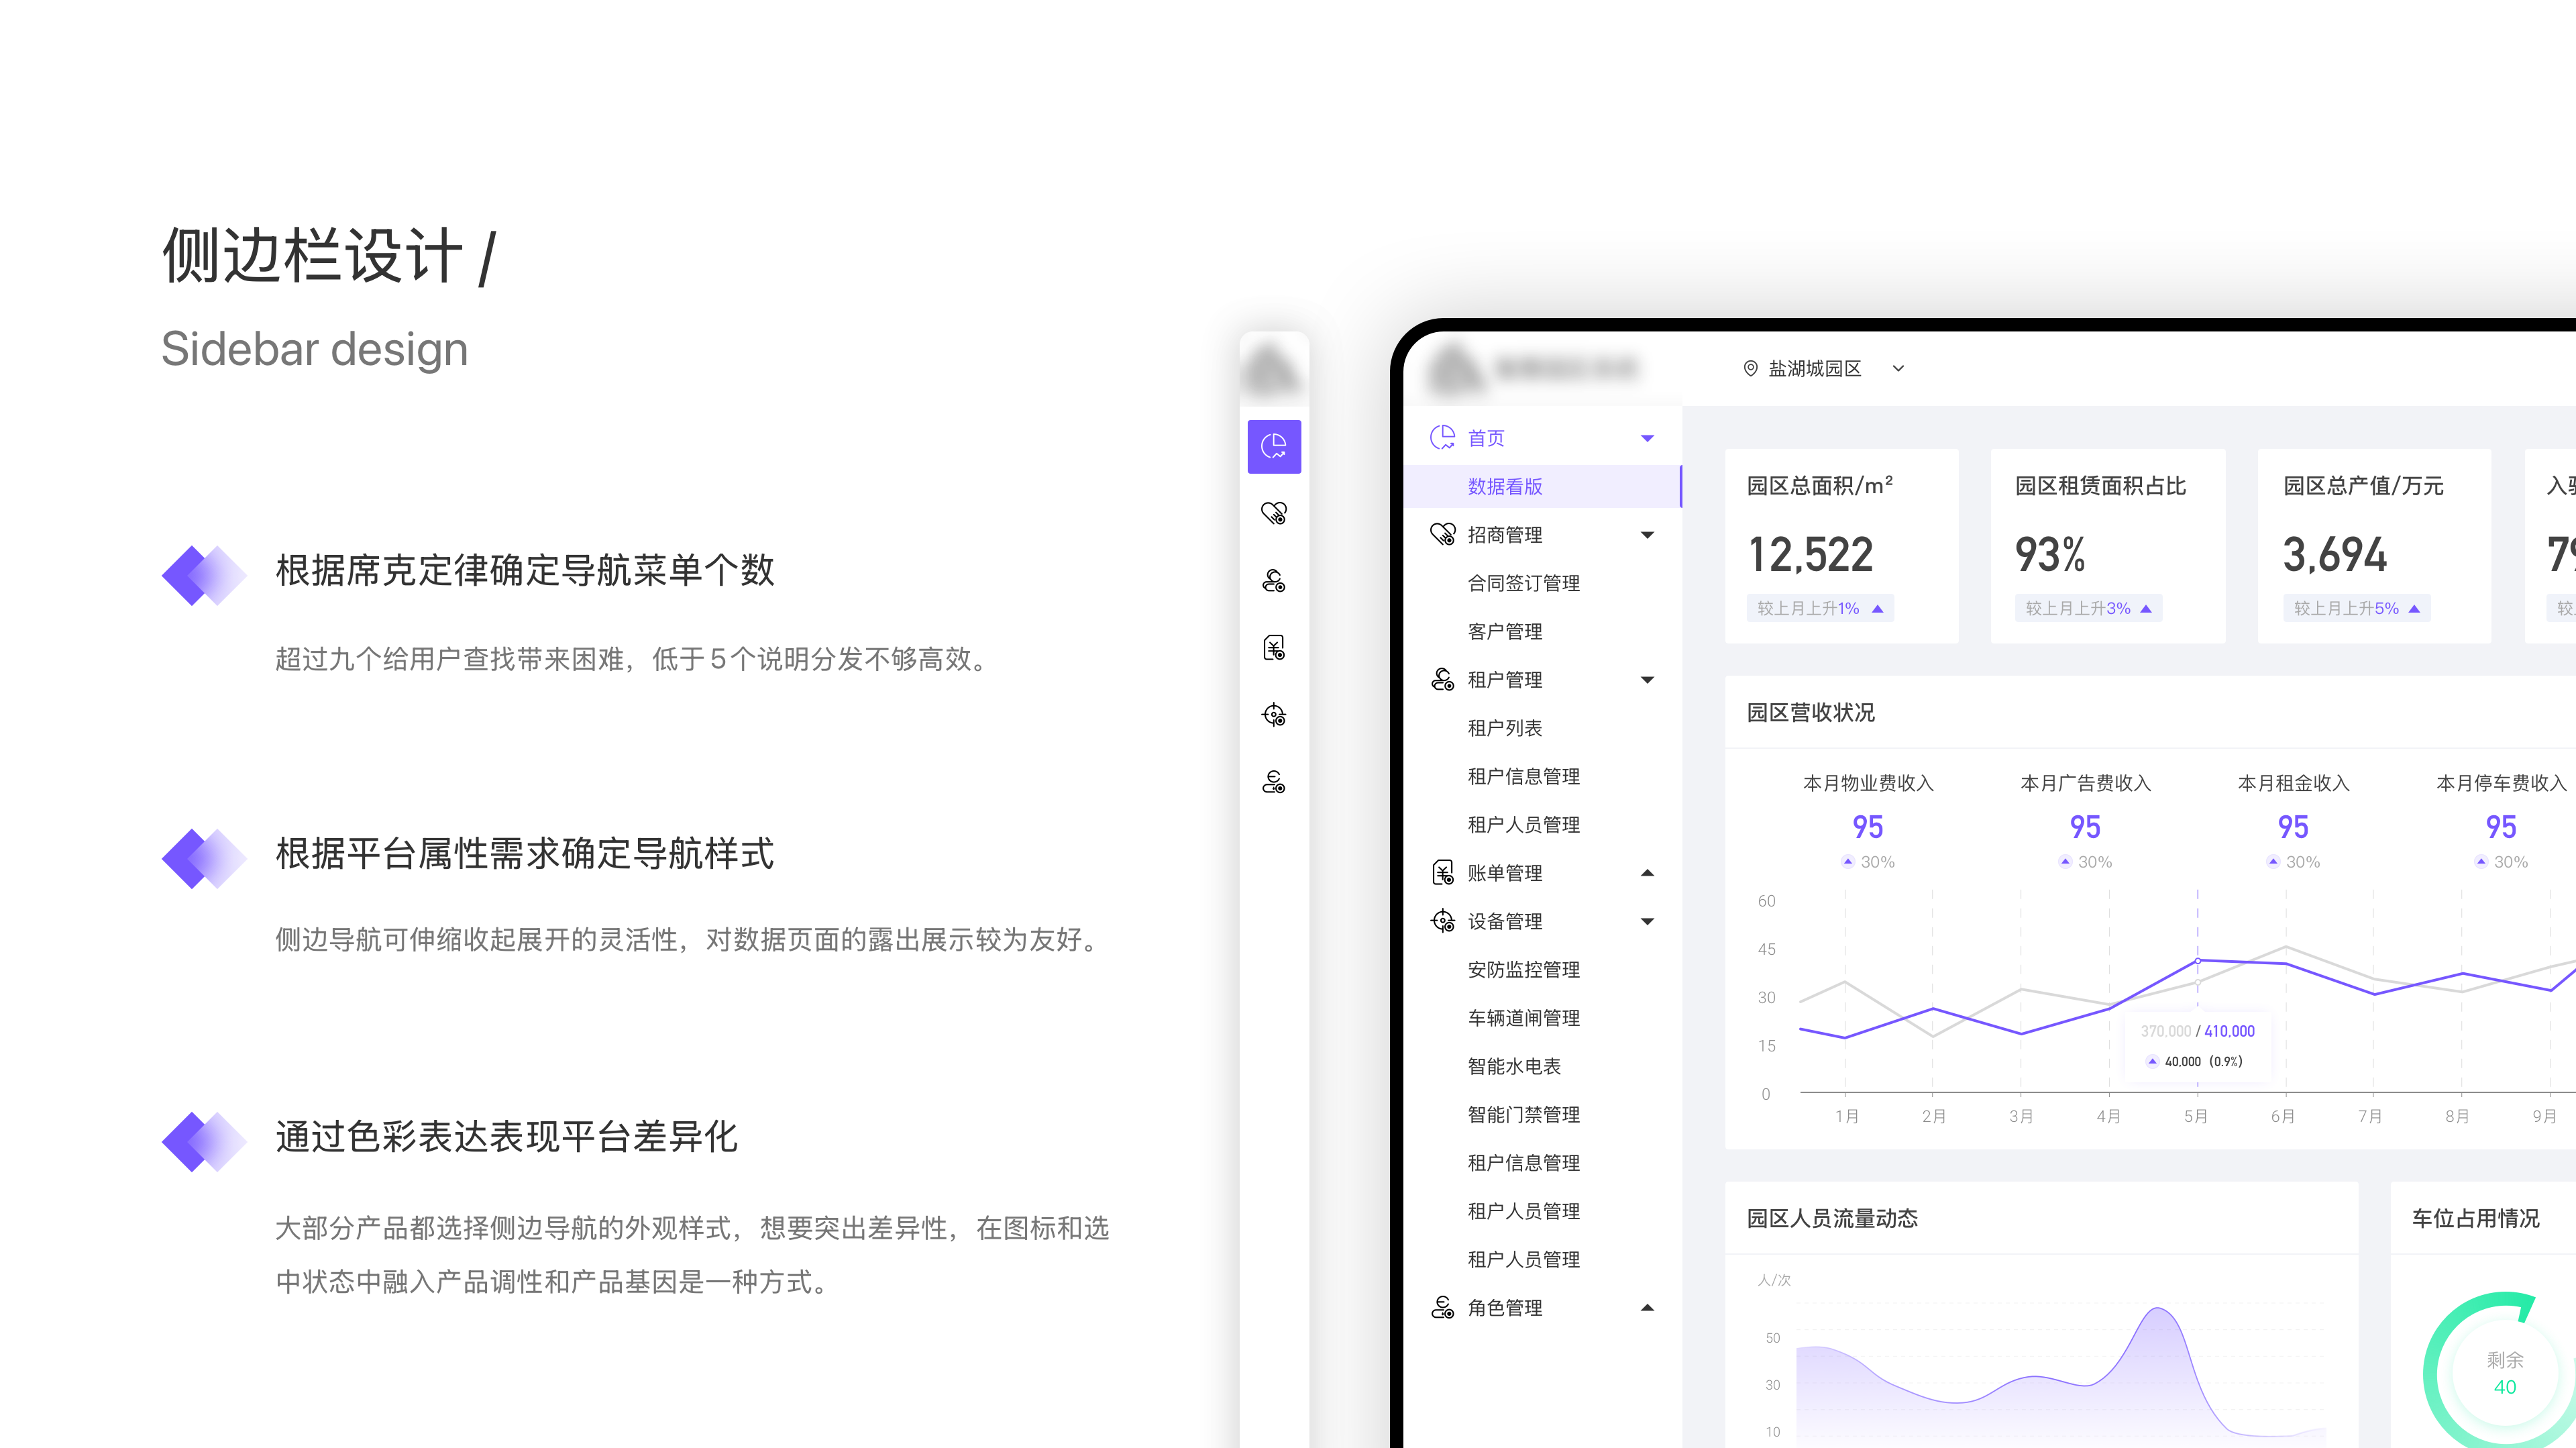 侧边栏设计 /
Sidebar design
根据席克定律确定导航菜单个数
超过九个给用户查找带来困难，低于 5 个说明分发不够高效。
根据平台属性需求确定导航样式
侧边导航可伸缩收起展开的灵活性，对数据页面的露出展示较为友好。
通过色彩表达表现平台差异化
大部分产品都选择侧边导航的外观样式，想要突出差异性，在图标和选
中状态中融入产品调性和产品基因是一种方式。
盐湖城园区
首页
数据看版
招商管理
合同签订管理
客户管理
租户管理
租户列表
租户信息管理
租户人员管理
账单管理
设备管理
安防监控管理
车辆道闸管理
智能水电表
智能门禁管理
租户信息管理
租户人员管理
租户人员管理
角色管理
园区总面积/m²
12,522
较上月上升1%
园区租赁面积占比
93%
较上月上升3%
园区总产值/万元
3,694
较上月上升5%
入
79
较
园区营收状况
本月物业费收入
95
30%
本月广告费收入
95
30%
本月租金收入
95
30%
本月停车费收入
95
30%
60
45
30
15
0
370,000 / 410,000
40,000 (0.9%)
1月 2月 3月 4月 5月 6月 7月 8月 9月
园区人员流量动态
人/次
50
30
10
车位占用情况
剩余
40